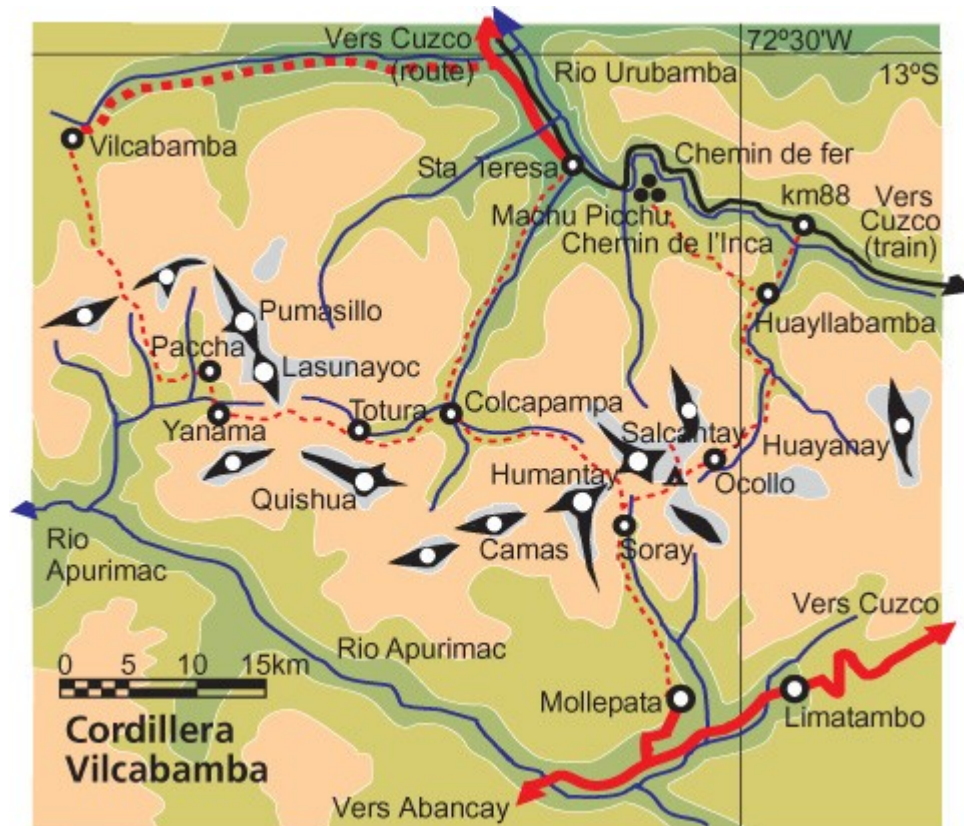 Vers Cuzco
(route)
72º30'W
13ºS
Rio Urubamba
Vilcabamba
Sta Teresa
Chemin de fer
km88
Vers
Cuzco
(train)
Machu Picchu
Chemin de l'Inca
Huayllabamba
Pumasillo
Paccha
Lasunayoc
Totura
Colcapampa
Yanama
Salcantay
Huayanay
Humantay
Quishua
Ocollo
Camas
Soray
Rio
Apurimac
Vers Cuzco
Rio Apurimac
0 5 10 15km
Mollepata
Limatambo
Cordillera
Vilcabamba
Vers Abancay